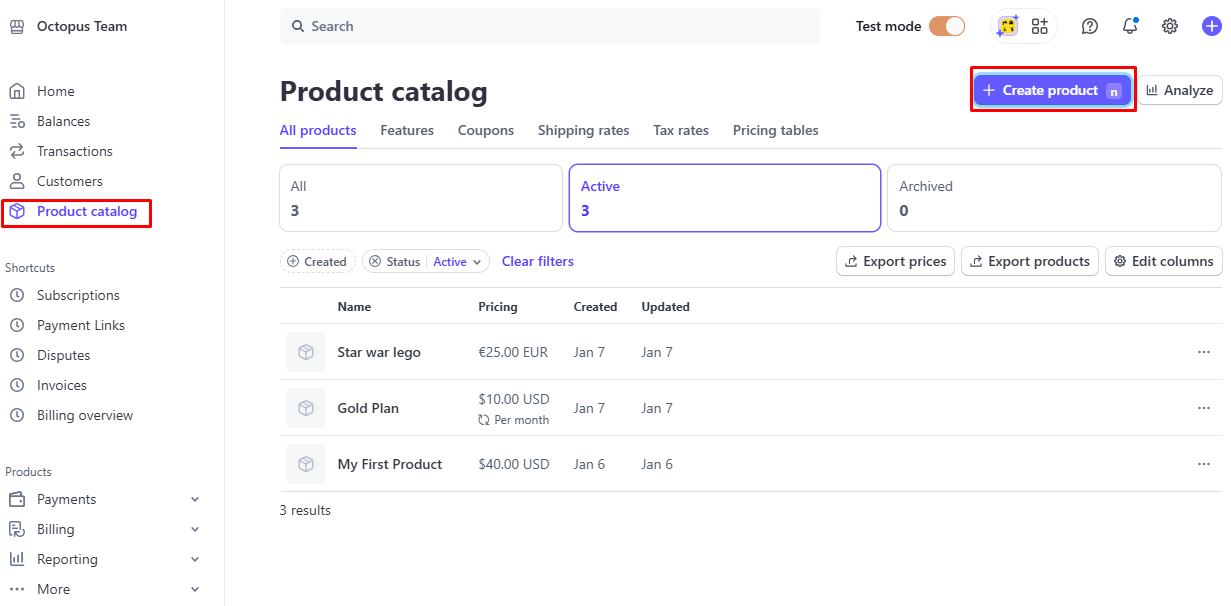 Octopus Team
Search
Test mode
Home
Balances
Transactions
Customers
Product catalog
Shortcuts
Subscriptions
Payment Links
Disputes
Invoices
Billing overview
Products
Payments
Billing
Reporting
More
Product catalog
Create product n
Analyze
All products Features Coupons Shipping rates Tax rates Pricing tables
All
3
Active
3
Archived
0
Created
Status Active
Clear filters
Export prices
Export products
Edit columns
Name Pricing Created Updated
Star war lego €25.00 EUR Jan 7 Jan 7
Gold Plan $10.00 USD Per month Jan 7 Jan 7
My First Product $40.00 USD Jan 6 Jan 6
3 results